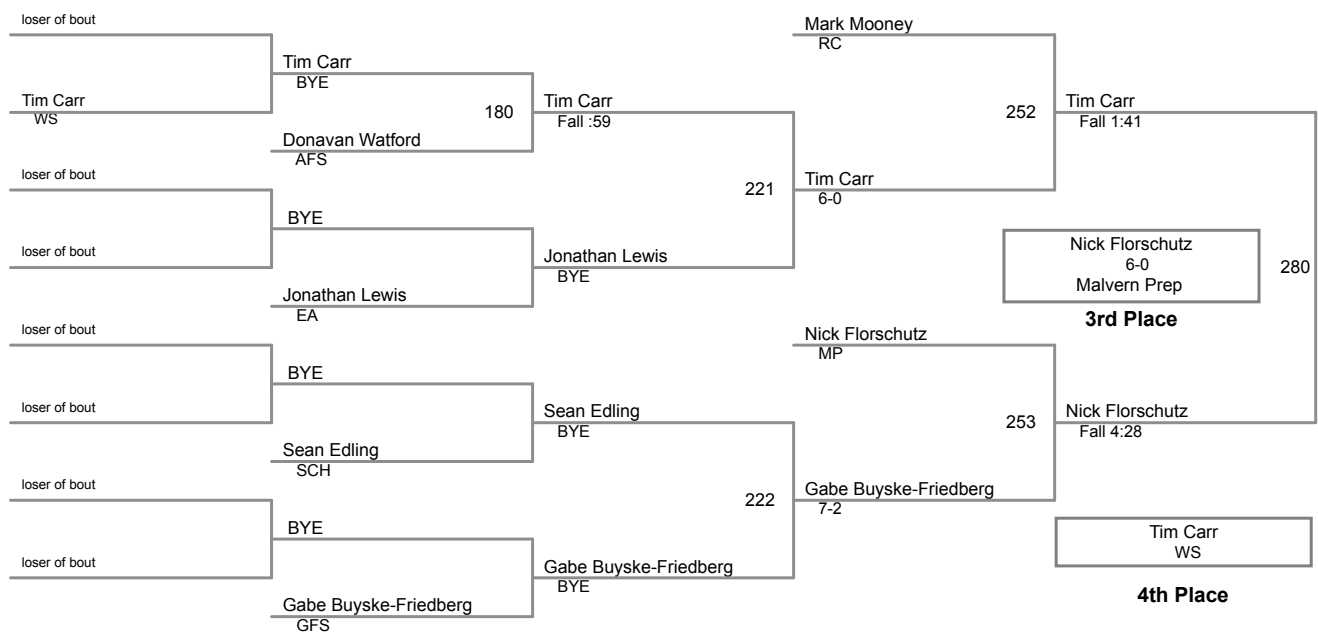 loser of bout
Tim Carr
WS
loser of bout
loser of bout
loser of bout
loser of bout
loser of bout
loser of bout
Tim Carr
BYE
Donavan Watford
AFS
BYE
Jonathan Lewis
EA
BYE
Sean Edling
SCH
BYE
Gabe Buyske-Friedberg
GFS
180
Tim Carr
Fall :59
Jonathan Lewis
BYE
Sean Edling
BYE
Gabe Buyske-Friedberg
BYE
221
222
Mark Mooney
RC
Tim Carr
6-0
Nick Florschutz
MP
Gabe Buyske-Friedberg
7-2
252
253
Tim Carr
Fall 1:41
Nick Florschutz
6-0
Malvern Prep
3rd Place
280
Nick Florschutz
Fall 4:28
Tim Carr
WS
4th Place